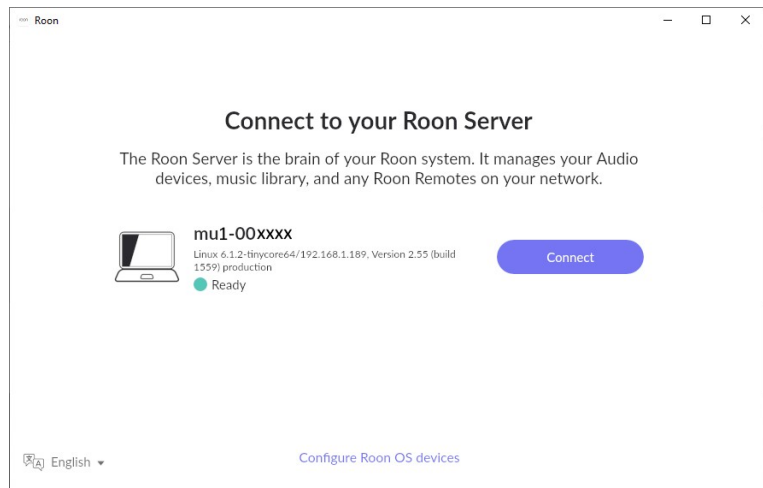 Roon
Connect to your Roon Server
The Roon Server is the brain of your Roon system. It manages your Audio
devices, music library, and any Roon Remotes on your network.
mu1-00xxxx
Linux 6.1.2-tinycore64/192.168.1.189, Version 2.55 (build
1559) production
Ready
Connect
English
Configure Roon OS devices